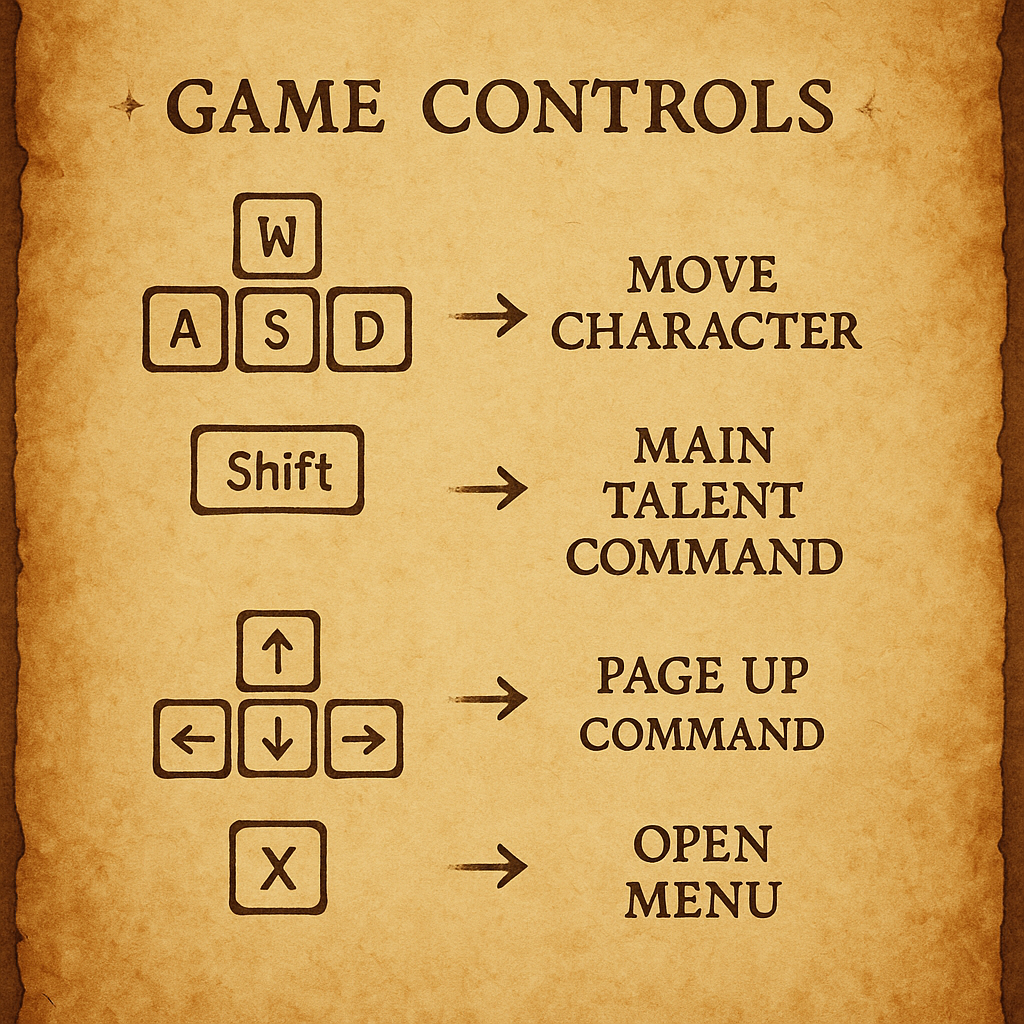 GAME CONTROLS
W
A S D
MOVE
CHARACTER
Shift
MAIN
TALENT
COMMAND
↑
← ↓ →
PAGE UP
COMMAND
X
OPEN
MENU